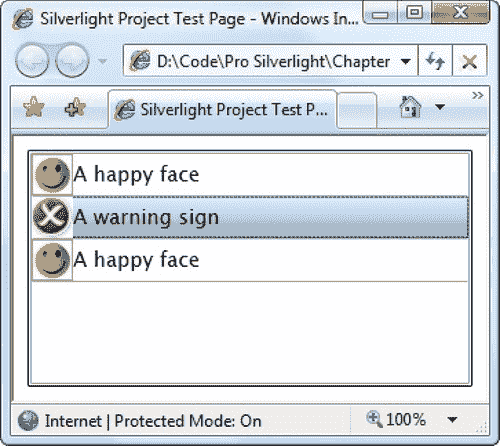 Silverlight Project Test Page - Windows In...
D:\Code\Pro Silverlight\Chapter
Silverlight Project Test P...
»
A happy face
A warning sign
A happy face
Internet | Protected Mode: On
100%